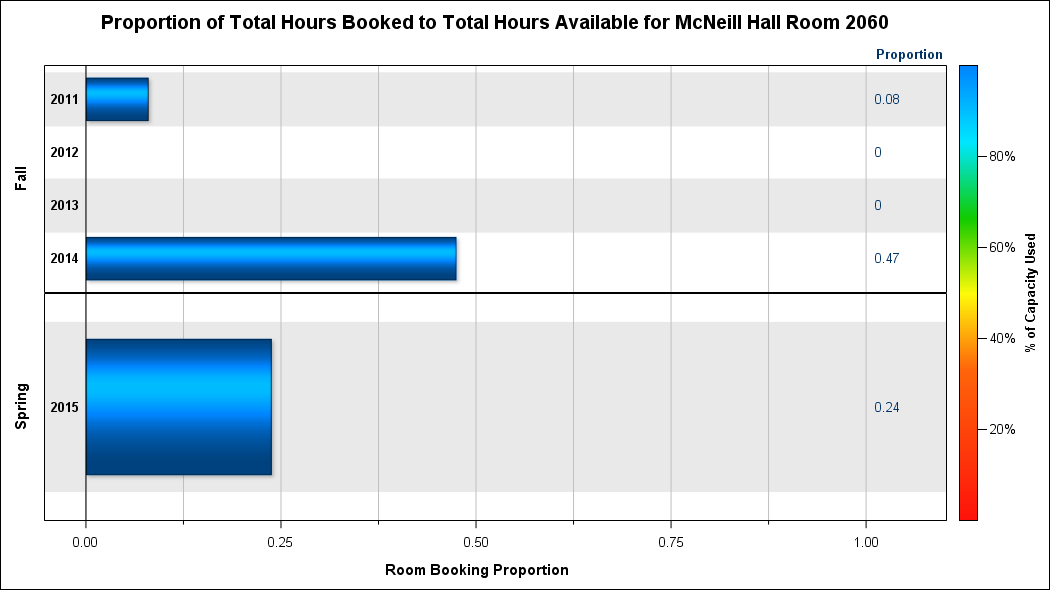 Proportion of Total Hours Booked to Total Hours Available for McNeill Hall Room 2060
Proportion
Fall
2011 0.08
2012 0
2013 0
2014 0.47
Spring
2015 0.24
0.00 0.25 0.50 0.75 1.00
Room Booking Proportion
80%
60%
40%
20%
% of Capacity Used